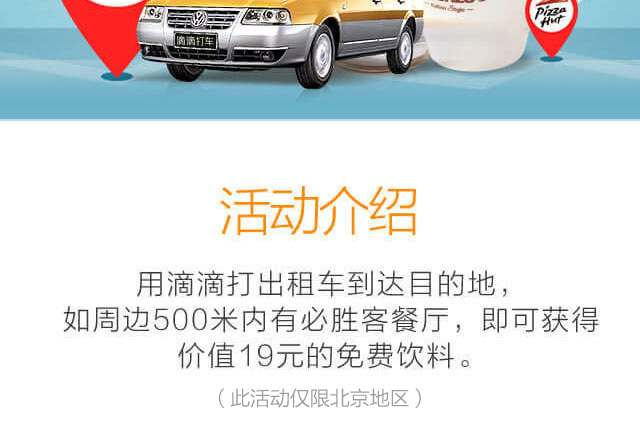 滴滴打车
Pizza
Hut
活动介绍
用滴滴打出租车到达目的地，
如周边500米内有必胜客餐厅，即可获得
价值19元的免费饮料。
（此活动仅限北京地区）